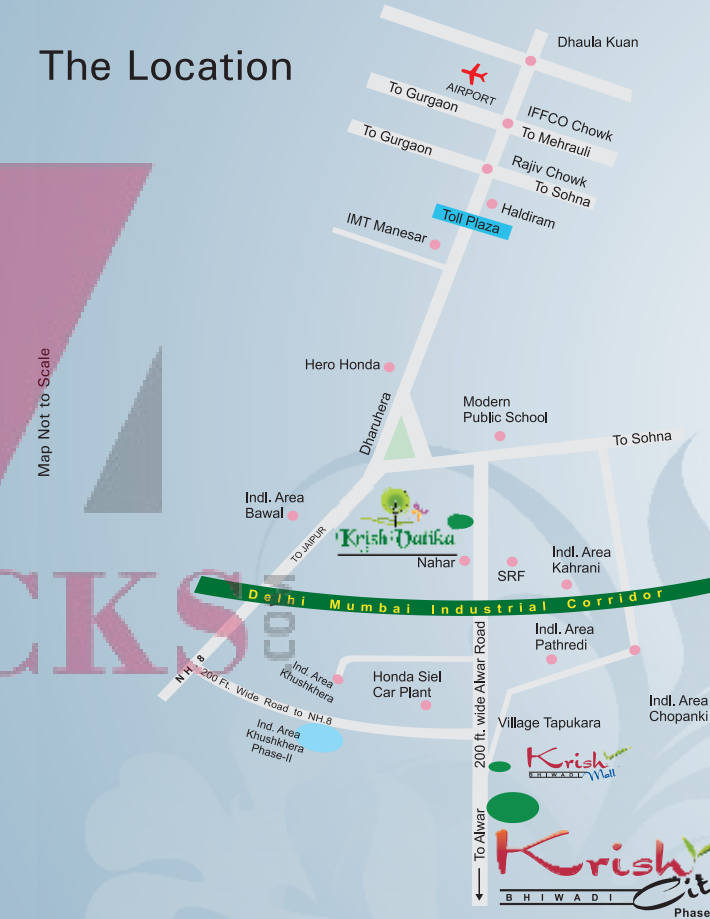 The Location
Dhaula Kuan
AIRPORT
To Gurgaon
IFFCO Chowk
To Mehrauli
To Gurgaon
Rajiv Chowk
To Sohna
Haldiram
Toll Plaza
IMT Manesar
Map Not to Scale
Hero Honda
Dharuhera
Modern
Public School
To Sohna
Indl. Area
Bawal
TO JAIPUR
Krish Vatika
Nahar
SRF
Indl. Area
Kahrani
Delhi Mumbai Industrial Corridor
CKS
.COM
Indl. Area
Pathredi
NH 8
200 Ft. Wide Road to NH.8
Ind. Area
Khushkhera
Honda Siel
Car Plant
200 ft. wide Alwar Road
Indl. Area
Chopanki
Ind. Area
Khushkhera
Phase-II
Village Tapukara
Krish
BHIWADI Mall
To Alwar
Krish
BHIWADI Cit
Phase